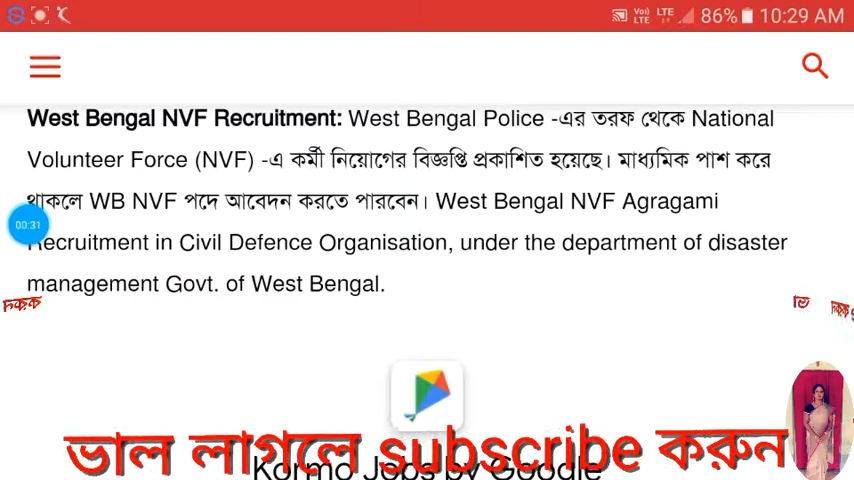 Vo) LTE LTE 86% 10:29 AM
West Bengal NVF Recruitment: West Bengal Police -এর তরফ থেকে National
Volunteer Force (NVF) -এ কর্মী নিয়োগের বিজ্ঞপ্তি প্রকাশিত হয়েছে। মাধ্যমিক পাশ করে
থাকলে WB NVF পদে আবেদন করতে পারবেন। West Bengal NVF Agragami
00:31
Recruitment in Civil Defence Organisation, under the department of disaster
management Govt. of West Bengal.
ভাল লাগলে subscribe করুন
Kormo Jobs by Google